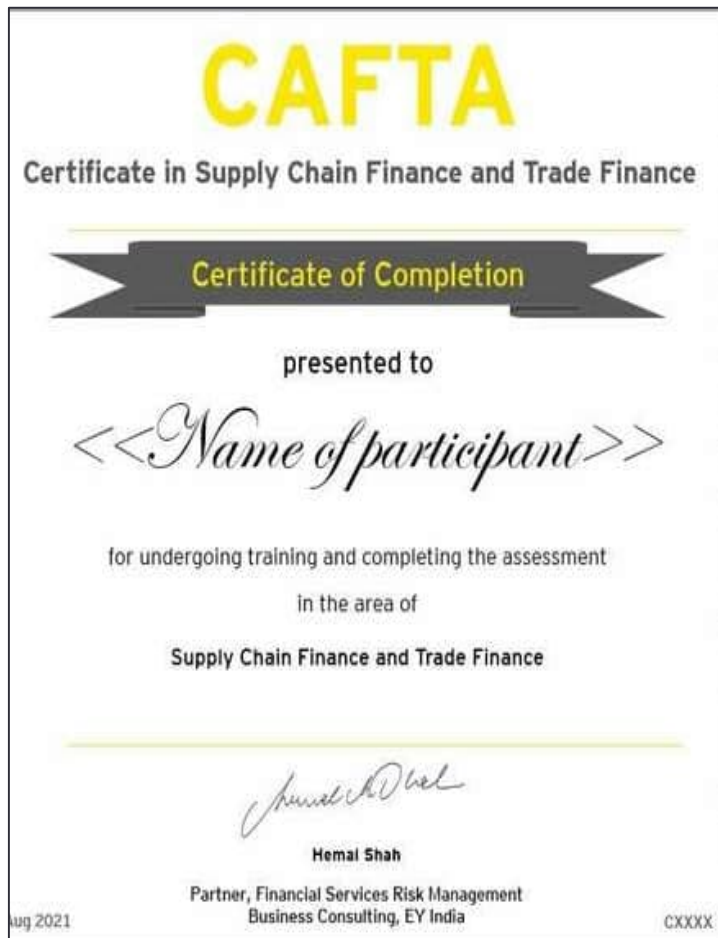 CAFTA
Certificate in Supply Chain Finance and Trade Finance
Certificate of Completion
presented to
<<Name of participant>>
for undergoing training and completing the assessment
in the area of
Supply Chain Finance and Trade Finance
Hemal Shah
Partner, Financial Services Risk Management
Business Consulting, EY India
ug 2021
CXXXX